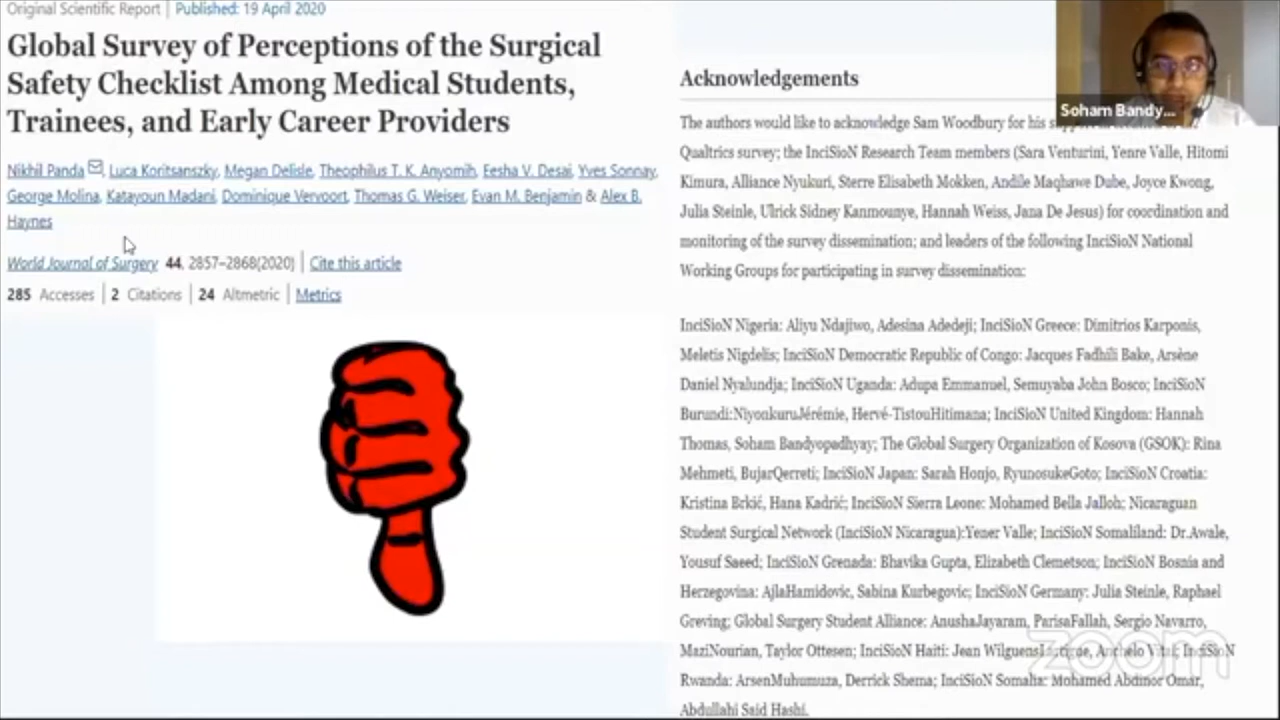 Original Scientific Report | Published: 19 April 2020
Global Survey of Perceptions of the Surgical
Safety Checklist Among Medical Students,
Trainees, and Early Career Providers
Nikhil Panda, Luca Koritsanszky, Megan Delisle, Theophilus T. K. Anyomih, Eesha V. Desai, Yves Sonnay,
George Molina, Katayoun Madani, Dominique Vervoort, Thomas G. Weiser, Evan M. Benjamin & Alex B.
Haynes
World Journal of Surgery 44, 2857–2868(2020) | Cite this article
285 Accesses | 2 Citations | 24 Altmetric | Metrics
Acknowledgements
The authors would like to acknowledge Sam Woodbury for his
Qualtrics survey; the InciSioN Research Team members (Sara Venturini, Yenre Valle, Hitomi
Kimura, Alliance Nyukuri, Sterre Elisabeth Mokken, Andile Maqhawe Dube, Joyce Kwong,
Julia Steinle, Ulrick Sidney Kanmounye, Hannah Weiss, Jana De Jesus) for coordination and
monitoring of the survey dissemination; and leaders of the following InciSioN National
Working Groups for participating in survey dissemination:
InciSioN Nigeria: Aliyu Ndajiwo, Adesina Adedeji; InciSioN Greece: Dimitrios Karponis,
Meletis Nigdelis; InciSioN Democratic Republic of Congo: Jacques Fadhili Bake, Arsène
Daniel Nyalundja; InciSioN Uganda: Adupa Emmanuel, Semuyaba John Bosco; InciSioN
Burundi:NiyonkuruJérémie, Hervé-TistouHitimana; InciSioN United Kingdom: Hannah
Thomas, Soham Bandyopadhyay; The Global Surgery Organization of Kosova (GSOK): Rina
Mehmeti, BujarQerreti; InciSioN Japan: Sarah Honjo, RyunosukeGoto; InciSioN Croatia:
Kristina Brkić, Hana Kadrić; InciSioN Sierra Leone: Mohamed Bella Jalloh; Nicaraguan
Student Surgical Network (InciSioN Nicaragua):Yener Valle; InciSioN Somaliland: Dr.Awale,
Yousuf Saeed; InciSioN Grenada: Bhavika Gupta, Elizabeth Clemetson; InciSioN Bosnia and
Herzegovina: AjlaHamidovic, Sabina Kurbegovic; InciSioN Germany: Julia Steinle, Raphael
Greving; Global Surgery Student Alliance: AnushaJayaram, ParisaFallah, Sergio Navarro,
MaziNourian, Taylor Ottesen; InciSioN Haiti: Jean Anchelo Vital; InciSioN
Rwanda: ArsenMuhumuza, Derrick Shema; InciSioN Somalia: Mohamed Abdinor Omar,
Abdullahi Said Hashi.
Soham Bandy...
zoom